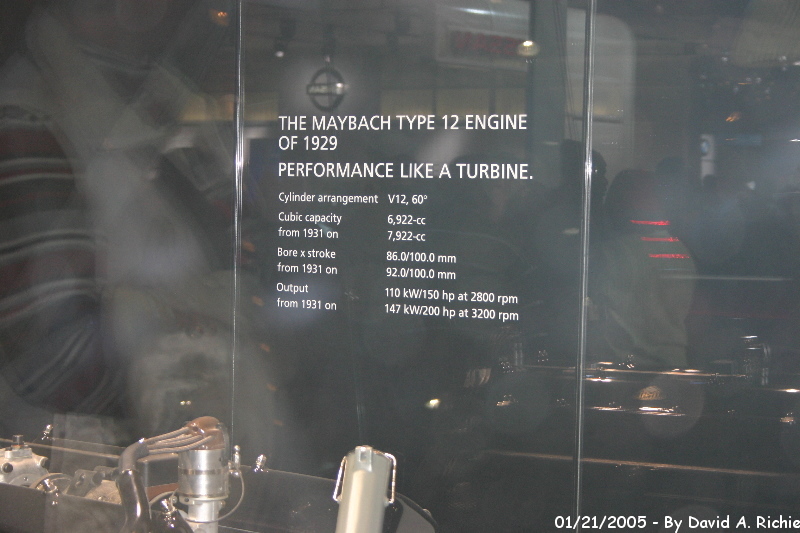 THE MAYBACH TYPE 12 ENGINE
OF 1929
PERFORMANCE LIKE A TURBINE.
Cylinder arrangement V12, 60°
Cubic capacity 6,922-cc
from 1931 on 7,922-cc
Bore x stroke 86.0/100.0 mm
from 1931 on 92.0/100.0 mm
Output 110 kW/150 hp at 2800 rpm
from 1931 on 147 kW/200 hp at 3200 rpm
01/21/2005 - By David A. Richie